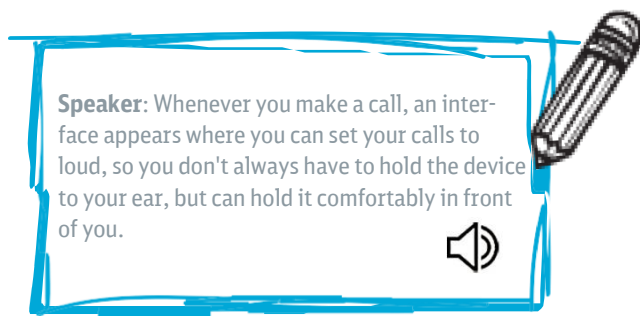 Speaker: Whenever you make a call, an inter-
face appears where you can set your calls to
loud, so you don't always have to hold the device
to your ear, but can hold it comfortably in front
of you.